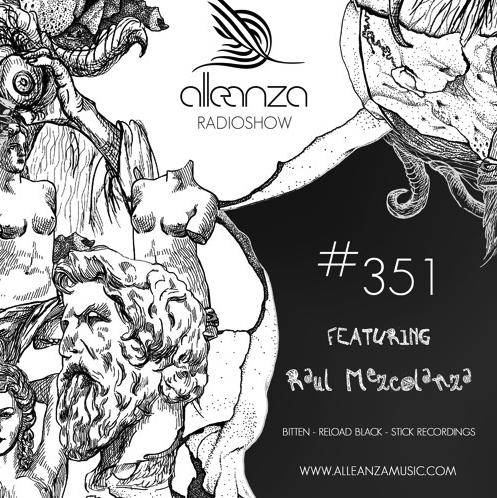 alleanza
RADIOSHOW
#351
FEATURING
Raul Mezcolanza
BITTEN - RELOAD BLACK - STICK RECORDINGS
WWW.ALLEANZAMUSIC.COM